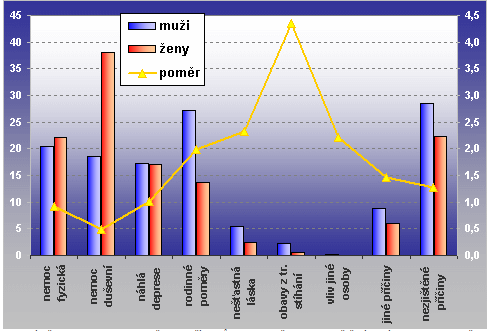 45
40
35
30
25
20
15
10
5
0
4,5
4,0
3,5
3,0
2,5
2,0
1,5
1,0
0,5
0,0
muži
ženy
poměr
nemoc
fyzická
nemoc
duševní
náhlá
deprese
rodinné
poměry
nešťastná
láska
obavy z tr.
stíhání
vliv jiné
osoby
jiné příčiny
nezjištěné
příčiny